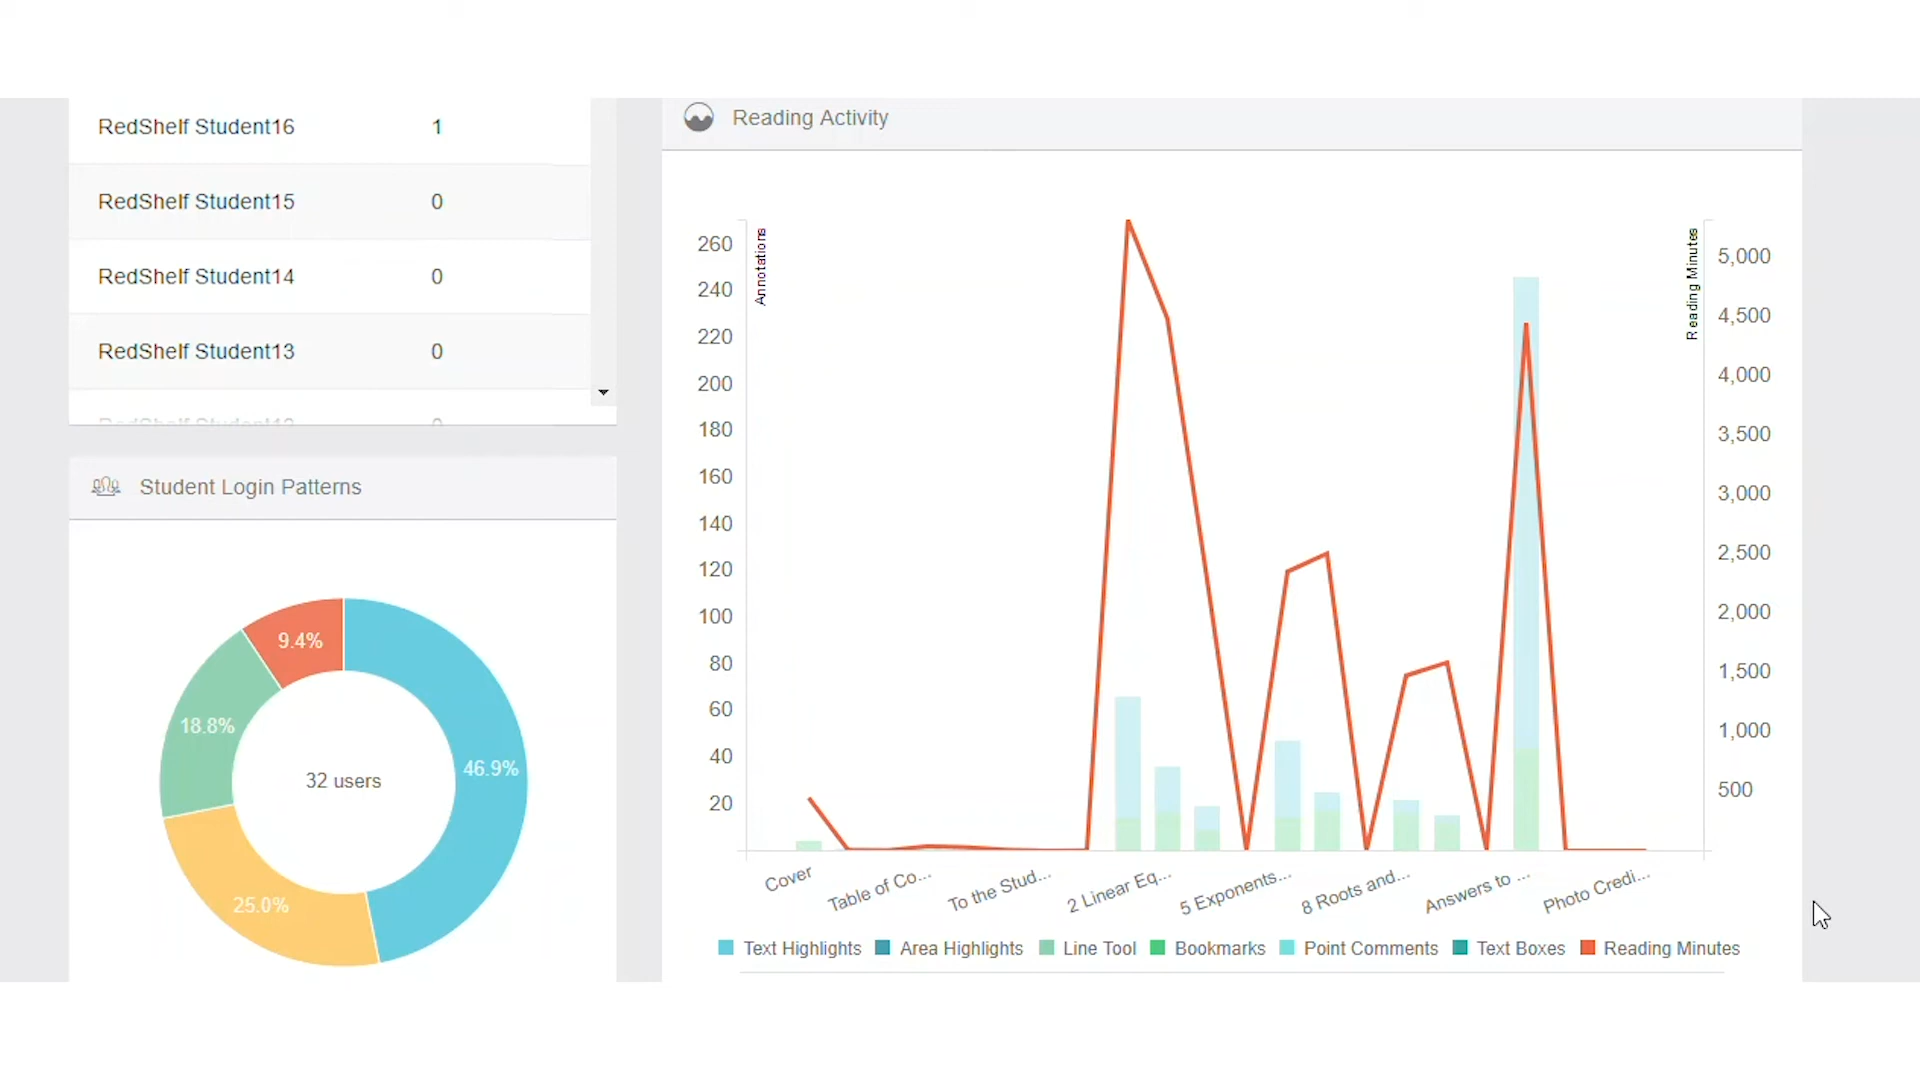 RedShelf Student16 1
RedShelf Student15 0
RedShelf Student14 0
RedShelf Student13 0
Student Login Patterns
9.4%
18.8%
46.9%
32 users
25.0%
Reading Activity
Annotations
Reading Minutes
260
240
220
200
180
160
140
120
100
80
60
40
20
5,000
4,500
4,000
3,500
3,000
2,500
2,000
1,500
1,000
500
Cover
Table of Co...
To the Stud...
2 Linear Eq...
5 Exponents...
8 Roots and...
Answers to ...
Photo Credi...
Text Highlights Area Highlights Line Tool Bookmarks Point Comments Text Boxes Reading Minutes